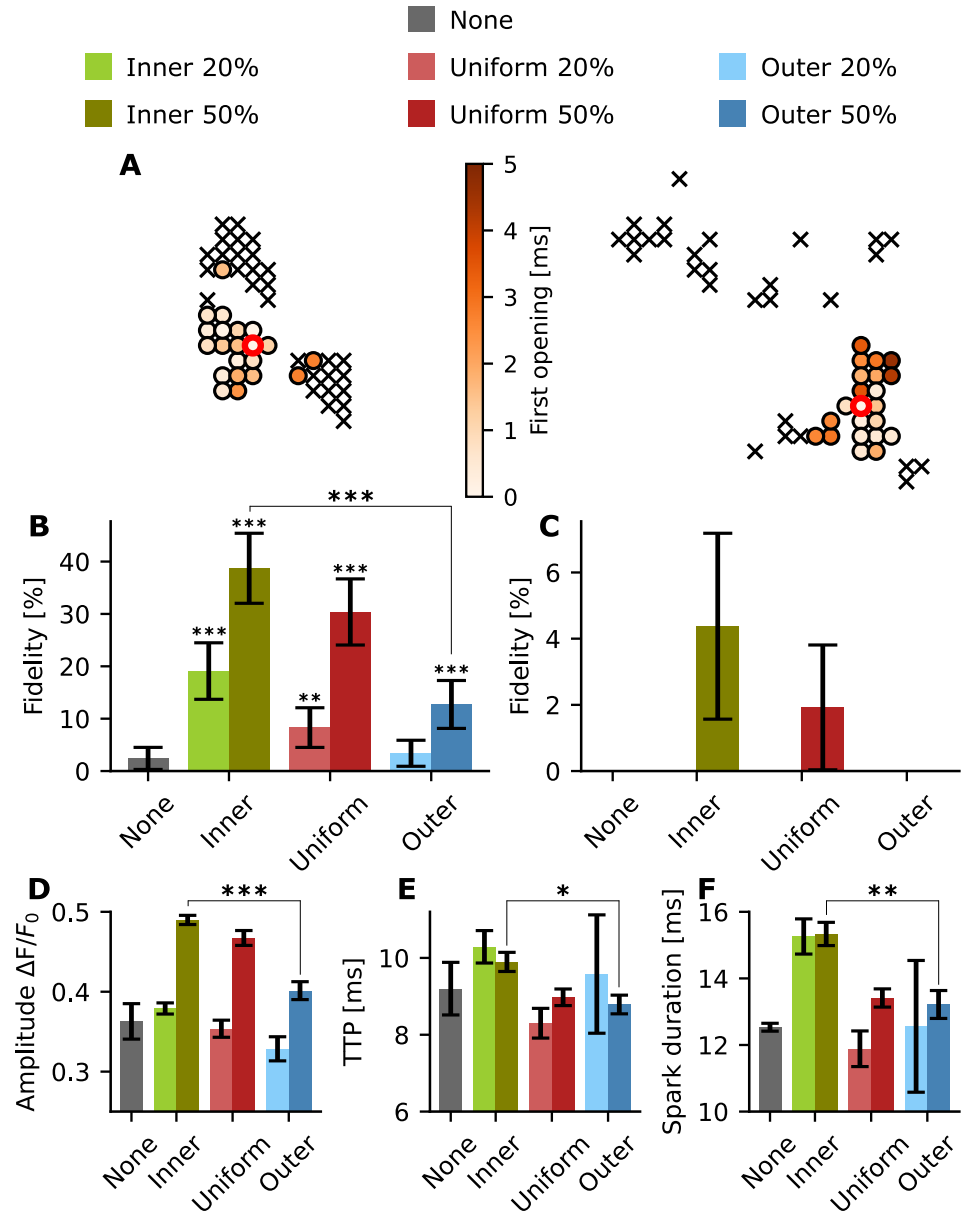 None
Inner 20%
Uniform 20%
Outer 20%
Inner 50%
Uniform 50%
Outer 50%
A
5
4
3
2
1
0
First opening [ms]
B
***
***
***
**
***
***
Fidelity [%]
40
30
20
10
0
None
Inner
Uniform
Outer
C
Fidelity [%]
6
4
2
0
None
Inner
Uniform
Outer
D
***
Amplitude ΔF/F₀
0.5
0.4
0.3
None
Inner
Uniform
Outer
E
*
TTP [ms]
10
8
6
None
Inner
Uniform
Outer
F
**
Spark duration [ms]
16
14
12
10
None
Inner
Uniform
Outer